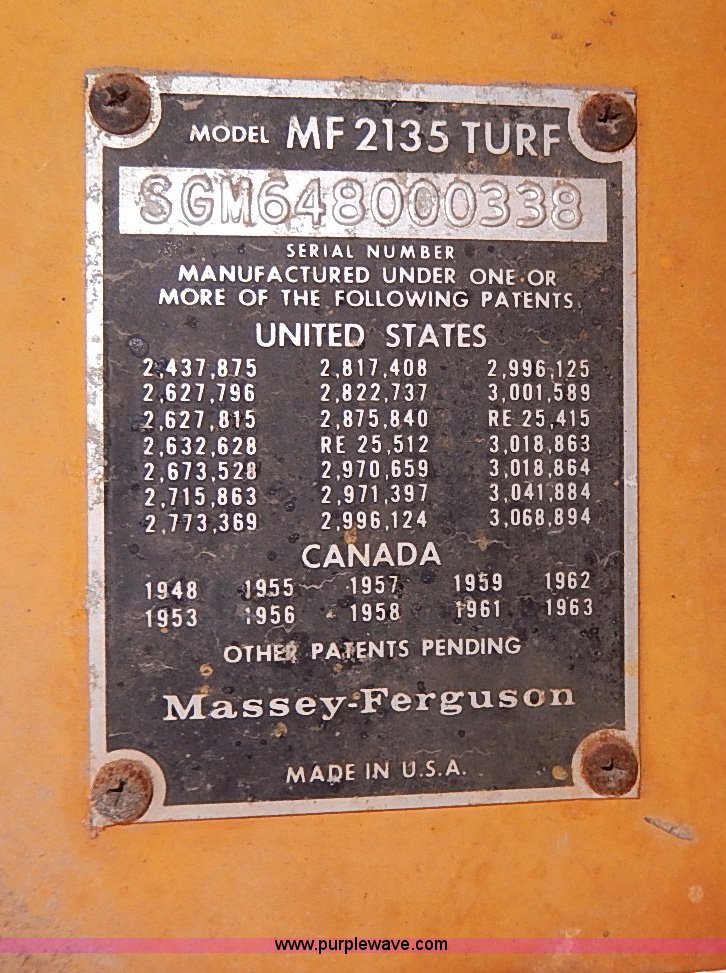 MODEL MF 2135 TURF
SGM648000338
SERIAL NUMBER
MANUFACTURED UNDER ONE OR
MORE OF THE FOLLOWING PATENTS.
UNITED STATES
2,437,875 2,817,408 2,996,125
2,627,796 2,822,737 3,001,589
2,627,815 2,875,840 RE 25,415
2,632,628 RE 25,512 3,018,863
2,673,528 2,970,659 3,018,864
2,715,863 2,971,397 3,041,884
2,773,369 2,996,124 3,068,894
CANADA
1948 1955 1957 1959 1962
1953 1956 1958 1961 1963
OTHER PATENTS PENDING
Massey-Ferguson
MADE IN U.S.A.
www.purplewave.com